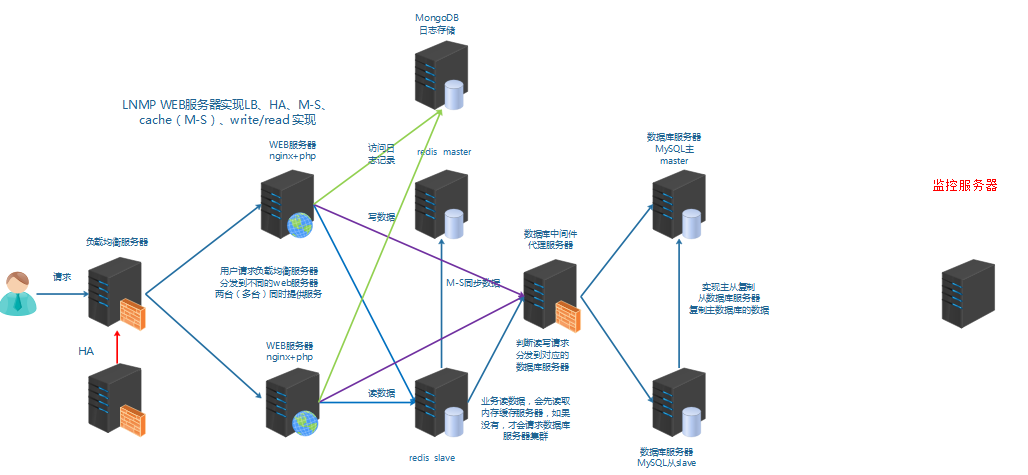 MongoDB
日志存储
LNMP WEB服务器实现LB、HA、M-S、
cache（M-S）、write/read 实现
WEB服务器
nginx+php
访问日
志记录
redis master
数据库服务器
MySQL主
master
监控服务器
写数据
负载均衡服务器
数据库中间件
代理服务器
请求
用户请求负载均衡服务器
分发到不同的web服务器
两台（多台）同时提供服务
M-S同步数据
实现主从复制
从数据库服务器
复制主数据库的数据
HA
WEB服务器
nginx+php
判断读写请求
分发到对应的
数据库服务器
读数据
业务读数据，会先读取
内存缓存服务器，如果
没有，才会请求数据库
服务器集群
redis slave
数据库服务器
MySQL从slave